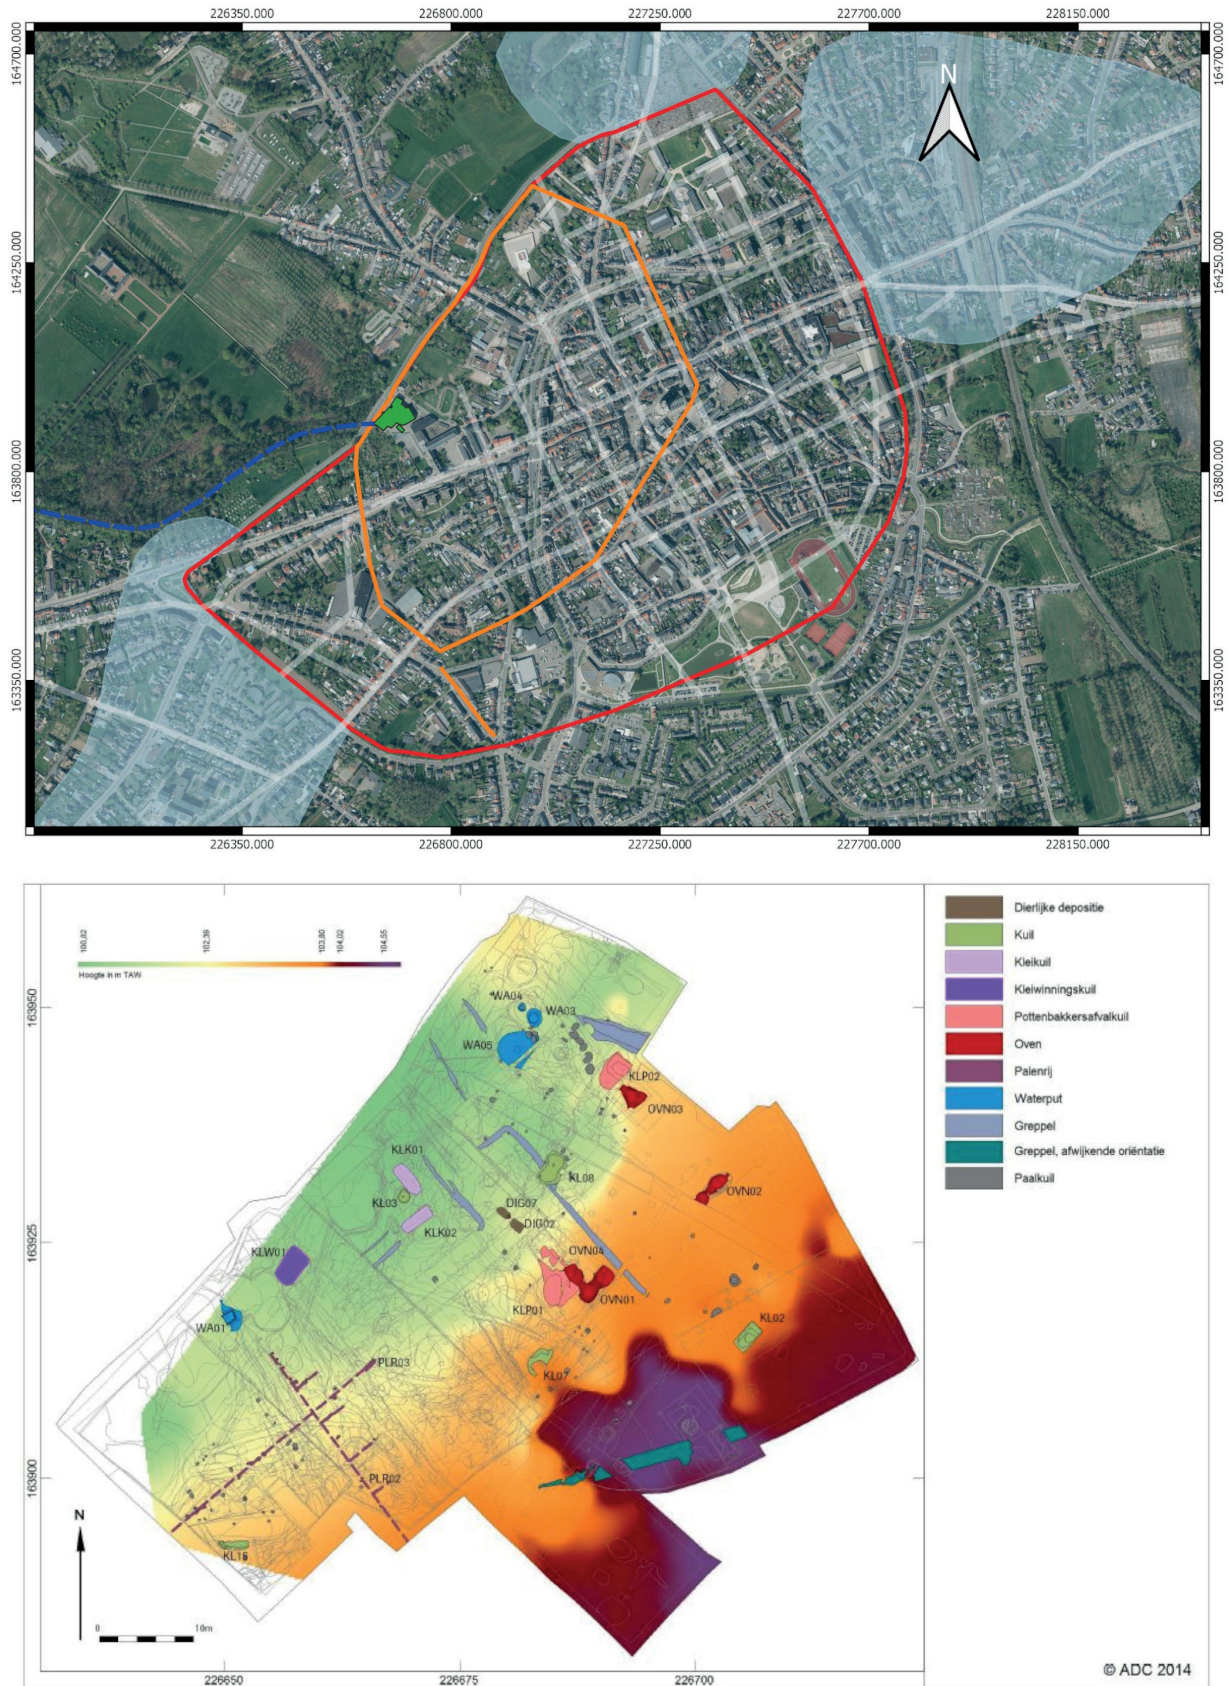 226350.000 226800.000 227250.000 227700.000 228150.000
164700.000
164700.000
N
164250.000
164250.000
163800.000
163800.000
163350.000
163350.000
226350.000 226800.000 227250.000 227700.000 228150.000
100,82 102,39 103,80 104,02 104,55
Hoogte in m TAW
Dierlijke depositie
Kuil
Kleikuil
Kleiwinningskuil
Pottenbakkersafvalkuil
Oven
Palenrij
Waterput
Greppel
Greppel, afwijkende oriëntatie
Paalkuil
163950
WA04
WA03
WA05
KLP02
OVN03
KLK01
KL08
OVN02
KL03
DIG07
DIG02
KLK02
163925
KLW01
OVN04
OVN01
KLP01
WA01
KL02
PLR03
KL07
163900
PLR02
N
KL15
0 10m
© ADC 2014
226650 226675 226700